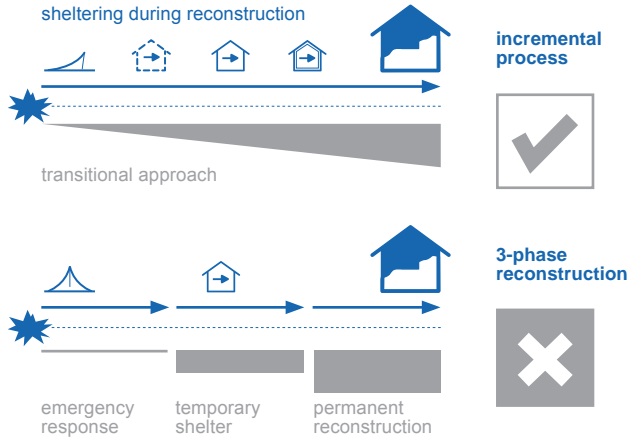 sheltering during reconstruction
incremental
process
transitional approach
3-phase
reconstruction
emergency
response
temporary
shelter
permanent
reconstruction